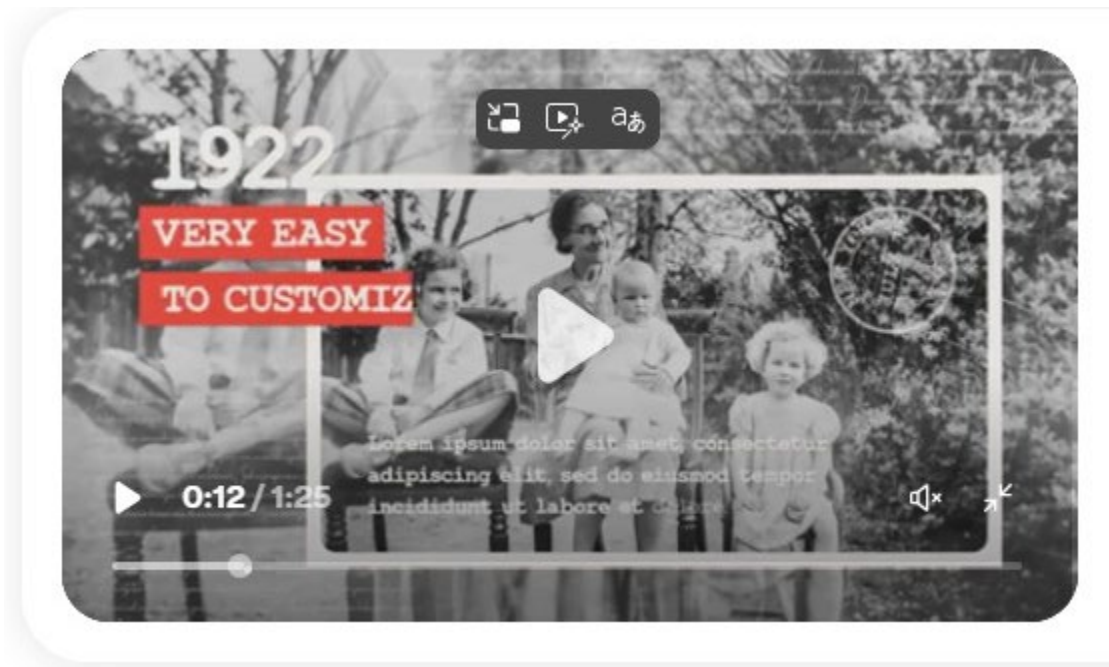 1922
VERY EASY
TO CUSTOMIZ
Lorem ipsum dolor sit amet, consectetur
adipiscing elit, sed do eiusmod tempor
incididunt ut labore et dolore
0:12 / 1:25
aあ